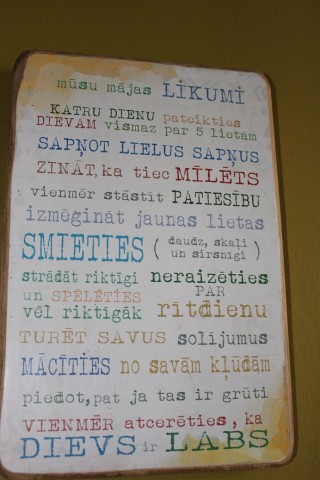 mūsu mājas LIKUMI
KATRU DIENU pateikties
DIEVAM vismaz par 5 lietām
SAPŅOT LIELUS SAPŅUS
ZINĀT, ka tiec MĪLĒTS
vienmēr stāstīt PATIESĪBU
izmēģināt jaunas lietas
SMIETIES ( daudz, skaļi un sirsnīgi )
strādāt riktīgi neraizēties
un SPĒLĒTIES PAR
vēl riktīgāk rītdienu
TURĒT SAVUS solījumus
MĀCĪTIES no savām kļūdām
piedot, pat ja tas ir grūti
VIENMĒR atcerēties, ka
DIEVS ir LABS